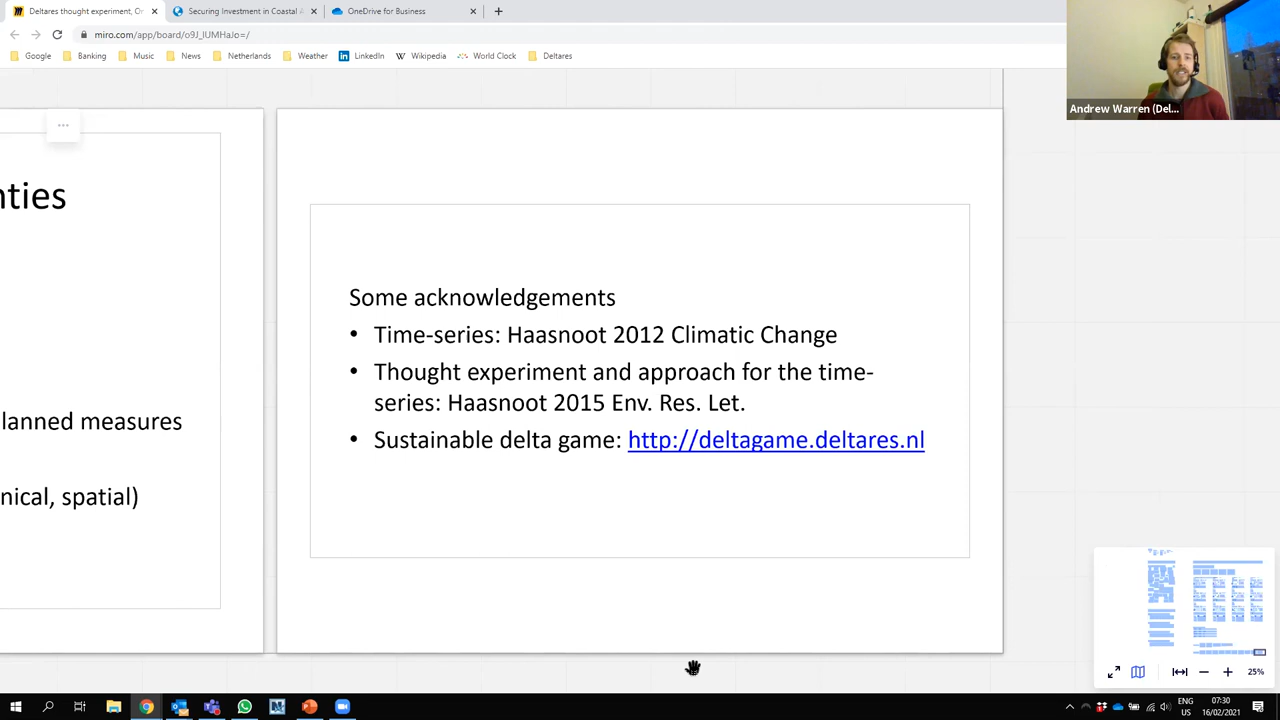 Deltares thought experiment, On
Securing Investment in Coastal A
OneDrive for Business
miro.com/app/board/o9J_lUMHaJo=/
Google
Banking
Music
News
Netherlands
Weather
LinkedIn
Wikipedia
World Clock
Deltares
Andrew Warren (Del...
nties
lanned measures
nical, spatial)
Some acknowledgements
• Time-series: Haasnoot 2012 Climatic Change
• Thought experiment and approach for the time-
series: Haasnoot 2015 Env. Res. Let.
• Sustainable delta game: http://deltagame.deltares.nl
25%
ENG
US
07:30
16/02/2021